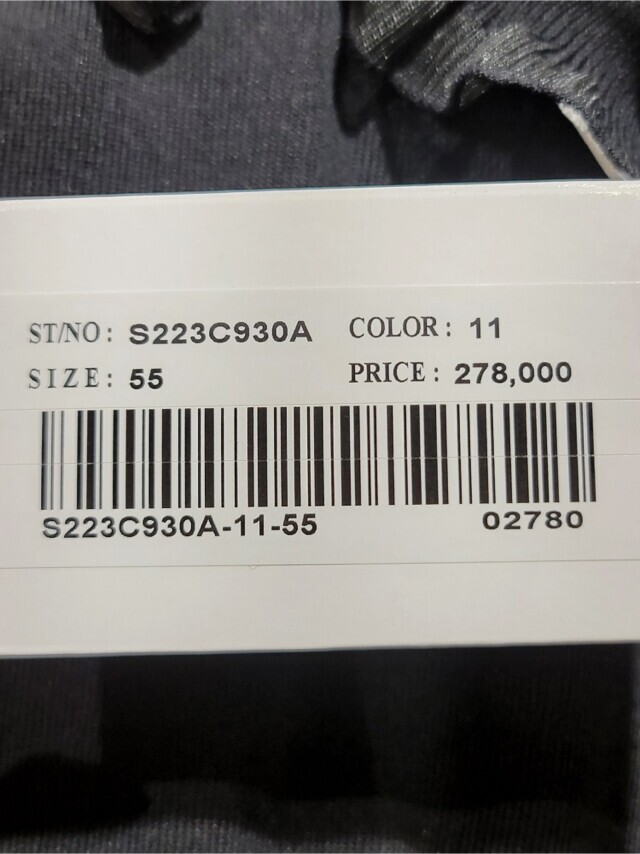 ST/NO : S223C930A COLOR : 11
SIZE : 55 PRICE : 278,000
S223C930A-11-55 02780